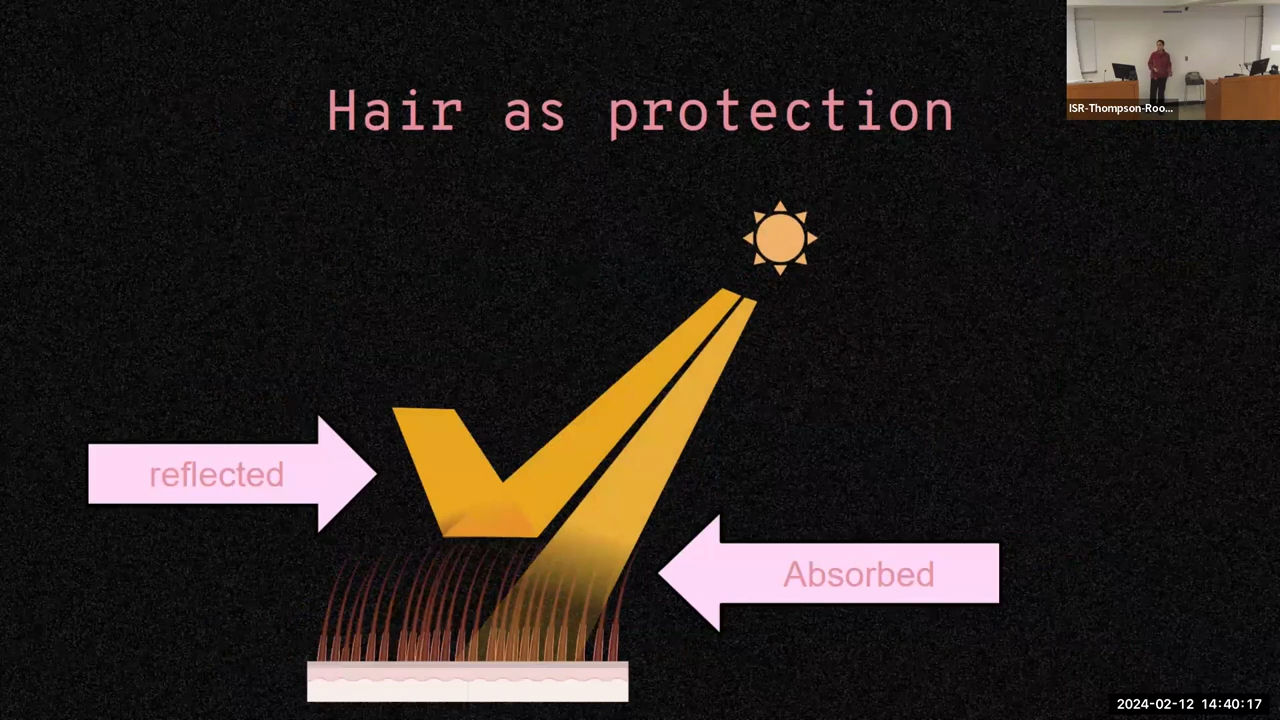 ISR-Thompson-Roo...
Hair as protection
reflected
Absorbed
2024-02-12 14:40:17